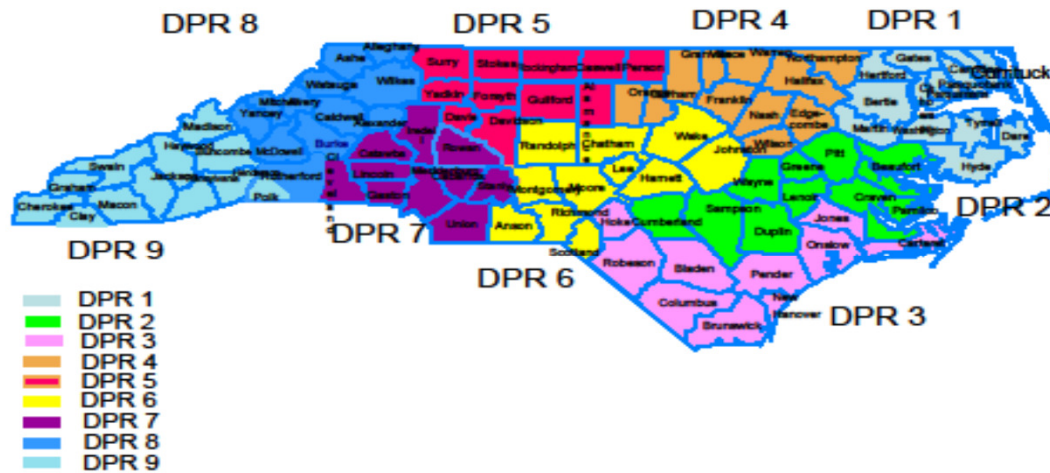 DPR 8
DPR 5
DPR 4
DPR 1
Alleghany
Ashe
Surry
Stokes
Rockingham
Caswell
Person
Warren
Northampton
Gates
Currituck
Hertford
Wilkes
Watauga
Halifax
Pasquotank
Yadkin
Forsyth
Guilford
Orange
Durham
Franklin
Bertie
Mitchell
Avery
Yancey
Caldwell
Alexander
Davie
Davidson
Nash
Edge-
combe
Martin
Tyrrell
Dare
Madison
Iredell
Randolph
Chatham
Wake
Wilson
Haywood
Buncombe
McDowell
Burke
Catawba
Rowan
Johnston
Pitt
Beaufort
Hyde
Swain
Lee
Harnett
Wayne
Greene
Graham
Jackson
Rutherford
Lincoln
Montgomery
Moore
Lenoir
Craven
Pamlico
Cherokee
Clay
Macon
Polk
Gaston
Union
Anson
Richmond
Hoke
Cumberland
Sampson
Duplin
Jones
Onslow
Carteret
Scotland
DPR 2
DPR 9
DPR 7
DPR 6
Robeson
Bladen
Pender
Columbus
New
Hanover
DPR 3
Brunswick
DPR 1
DPR 2
DPR 3
DPR 4
DPR 5
DPR 6
DPR 7
DPR 8
DPR 9